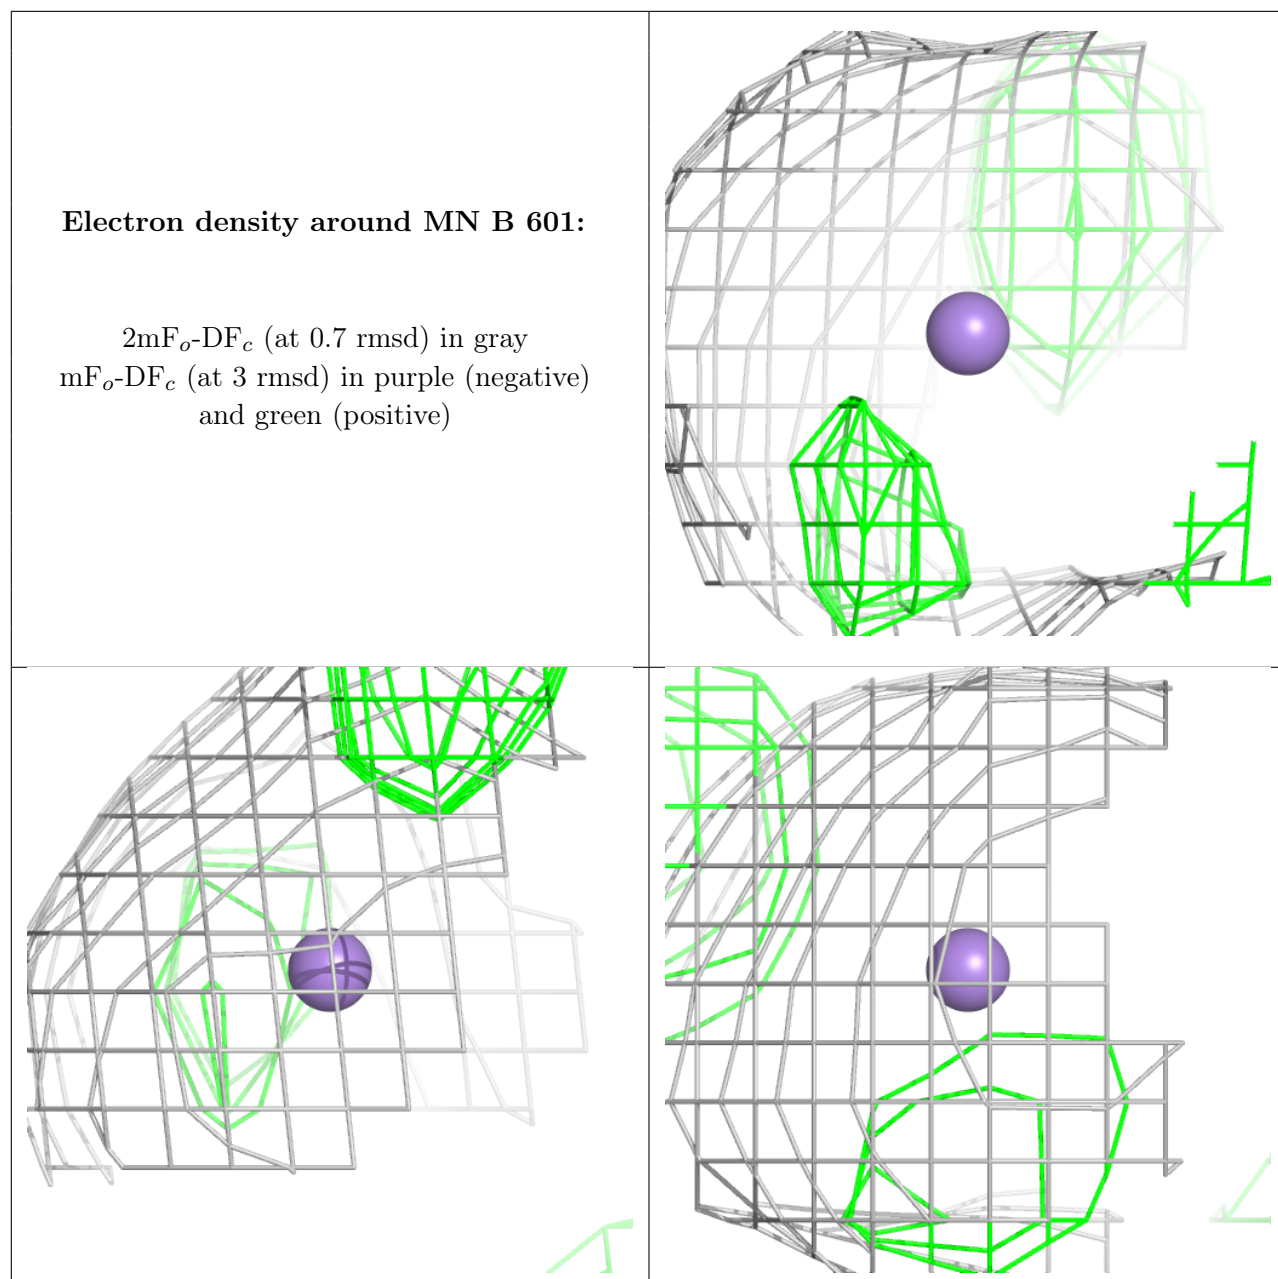 Electron density around MN B 601:
2mFo-DFc (at 0.7 rmsd) in gray
mFo-DFc (at 3 rmsd) in purple (negative)
and green (positive)